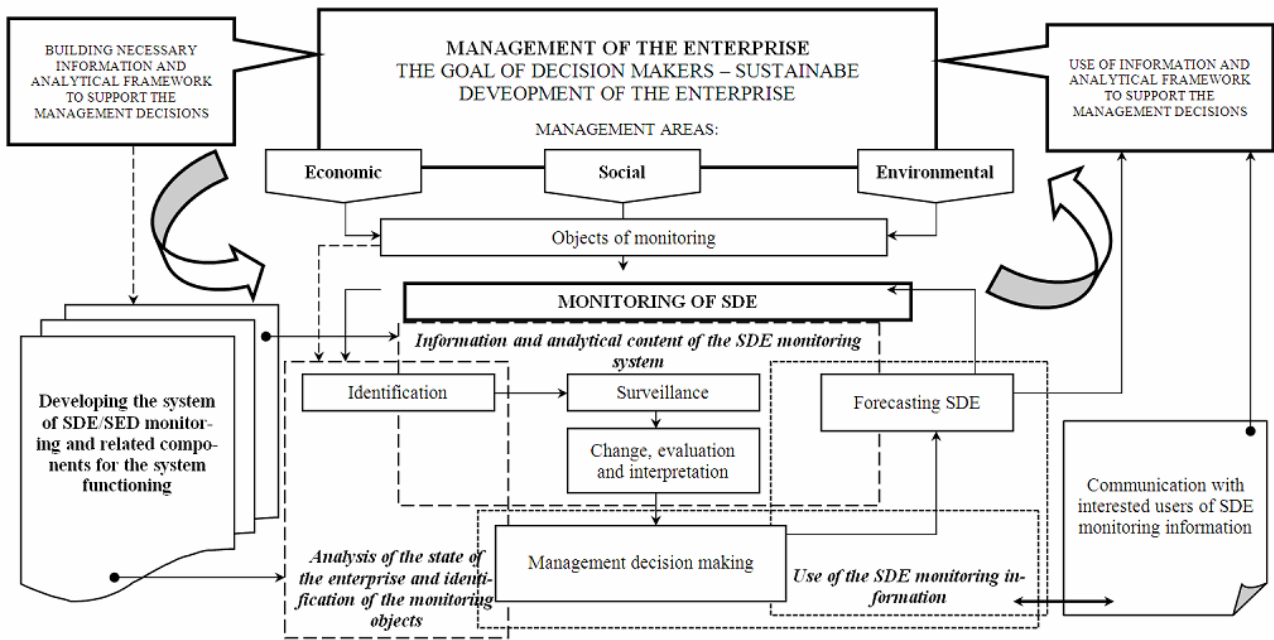 BUILDING NECESSARY
INFORMATION AND
ANALYTICAL FRAMEWORK
TO SUPPORT THE
MANAGEMENT DECISIONS
MANAGEMENT OF THE ENTERPRISE
THE GOAL OF DECISION MAKERS – SUSTAINABE
DEVEOPMENT OF THE ENTERPRISE
MANAGEMENT AREAS:
USE OF INFORMATION AND
ANALYTICAL FRAMEWORK
TO SUPPORT THE
MANAGEMENT DECISIONS
Economic
Social
Environmental
Objects of monitoring
MONITORING OF SDE
Information and analytical content of the SDE monitoring
system
Identification
Surveillance
Forecasting SDE
Developing the system
of SDE/SED monitor-
ing and related compo-
nents for the system
functioning
Change, evaluation
and interpretation
Communication with
interested users of SDE
monitoring information
Management decision making
Analysis of the state of
the enterprise and identi-
fication of the monitoring
objects
Use of the SDE monitoring in-
formation